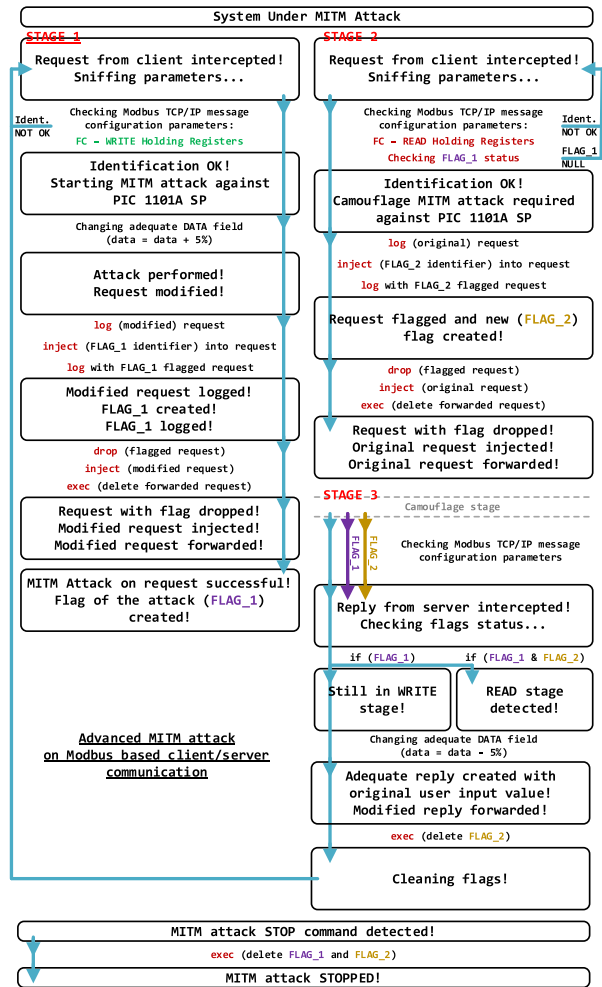 System Under MITM Attack
STAGE 1
Request from client intercepted!
Sniffing parameters...
Ident.
NOT OK
Checking Modbus TCP/IP message
configuration parameters:
FC - WRITE Holding Registers
Identification OK!
Starting MITM attack against
PIC 1101A SP
Changing adequate DATA field
(data = data + 5%)
Attack performed!
Request modified!
log (modified) request
inject (FLAG_1 identifier) into request
log with FLAG_1 flagged request
Modified request logged!
FLAG_1 created!
FLAG_1 logged!
drop (flagged request)
inject (modified request)
exec (delete forwarded request)
Request with flag dropped!
Modified request injected!
Modified request forwarded!
MITM Attack on request successful!
Flag of the attack (FLAG_1)
created!
Advanced MITM attack
on Modbus based client/server
communication
STAGE 2
Request from client intercepted!
Sniffing parameters...
Checking Modbus TCP/IP message
configuration parameters:
FC - READ Holding Registers
Checking FLAG_1 status
Ident.
NOT OK
FLAG_1
NULL
Identification OK!
Camouflage MITM attack required
against PIC 1101A SP
log (original) request
inject (FLAG_2 identifier) into request
log with FLAG_2 flagged request
Request flagged and new (FLAG_2)
flag created!
drop (flagged request)
inject (original request)
exec (delete forwarded request)
Request with flag dropped!
Original request injected!
Original request forwarded!
STAGE 3
Camouflage stage
FLAG_1
FLAG_2
Checking Modbus TCP/IP message
configuration parameters
Reply from server intercepted!
Checking flags status...
if (FLAG_1)
if (FLAG_1 & FLAG_2)
Still in WRITE
stage!
READ stage
detected!
Changing adequate DATA field
(data = data - 5%)
Adequate reply created with
original user input value!
Modified reply forwarded!
exec (delete FLAG_2)
Cleaning flags!
MITM attack STOP command detected!
exec (delete FLAG_1 and FLAG_2)
MITM attack STOPPED!